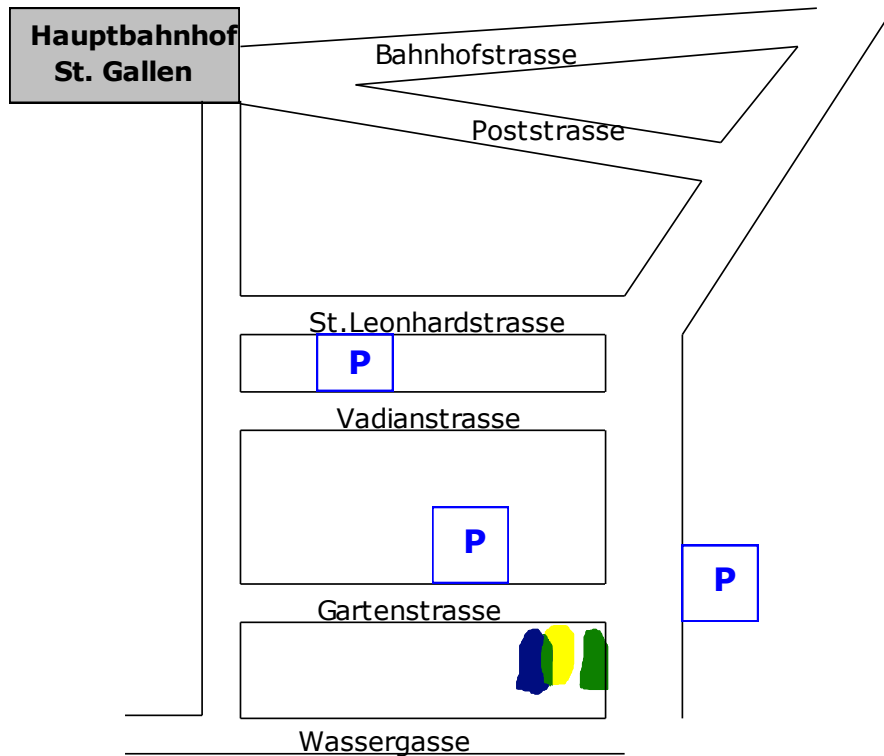 Hauptbahnhof
St. Gallen
Bahnhofstrasse
Poststrasse
St.Leonhardstrasse
P
Vadianstrasse
P
P
Gartenstrasse
Wassergasse